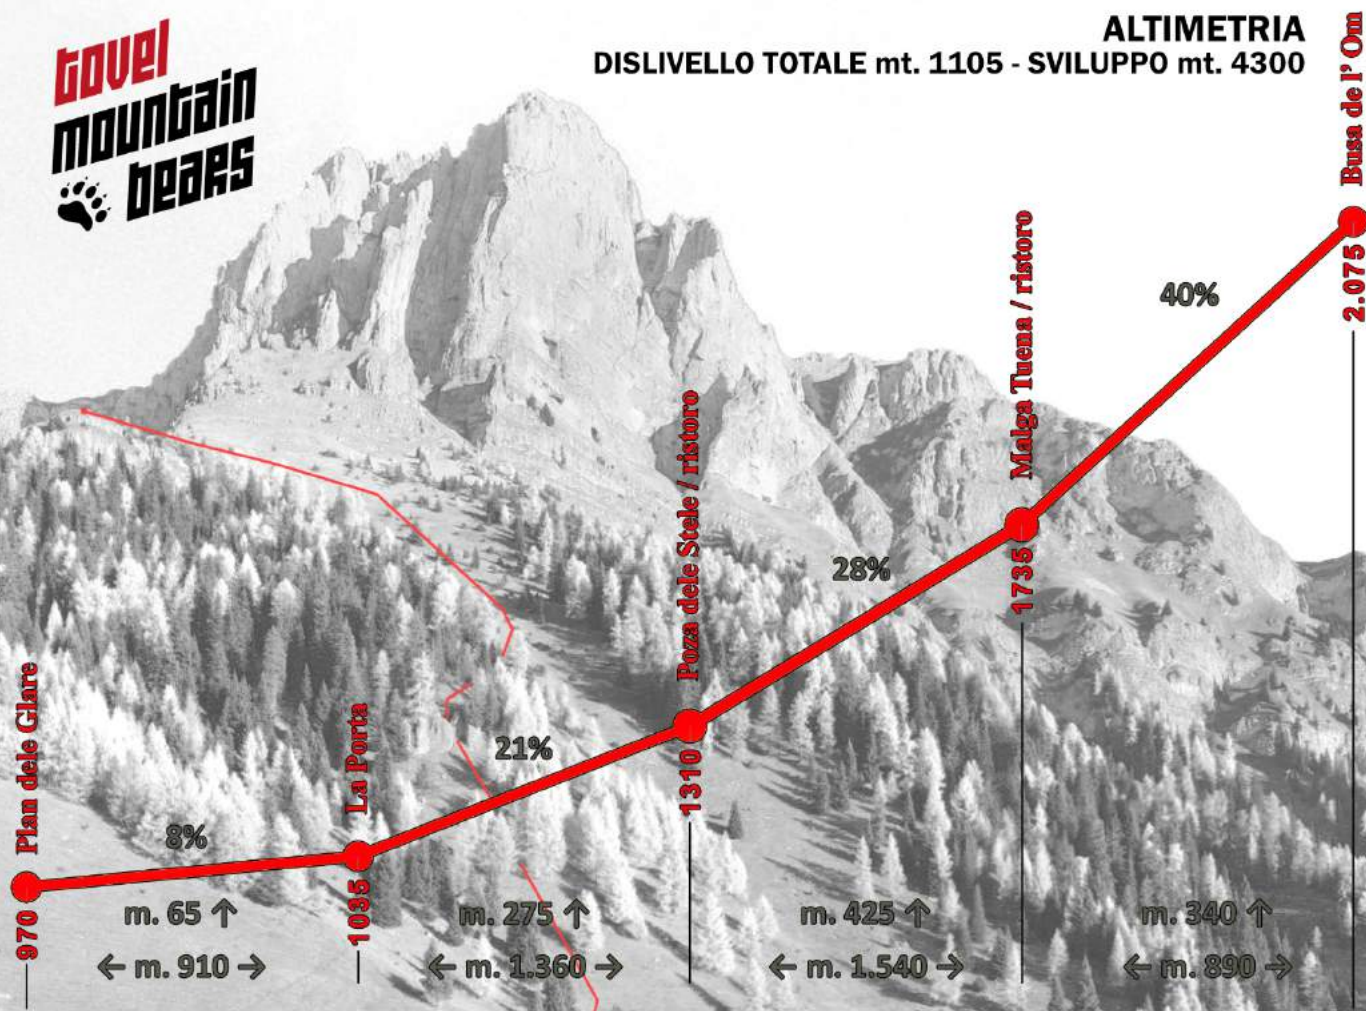 tovel
mountain
bears
ALTIMETRIA
DISLIVELLO TOTALE mt. 1105 - SVILUPPO mt. 4300
Plan dele Glare
970
La Porta
1035
Poza dele Stele / ristoro
1310
Malga Tuena / ristoro
1735
Busa de l' Om
2.075
8%
21%
28%
40%
m. 65 ↑
m. 275 ↑
m. 425 ↑
m. 340 ↑
← m. 910 →
← m. 1.360 →
← m. 1.540 →
← m. 890 →